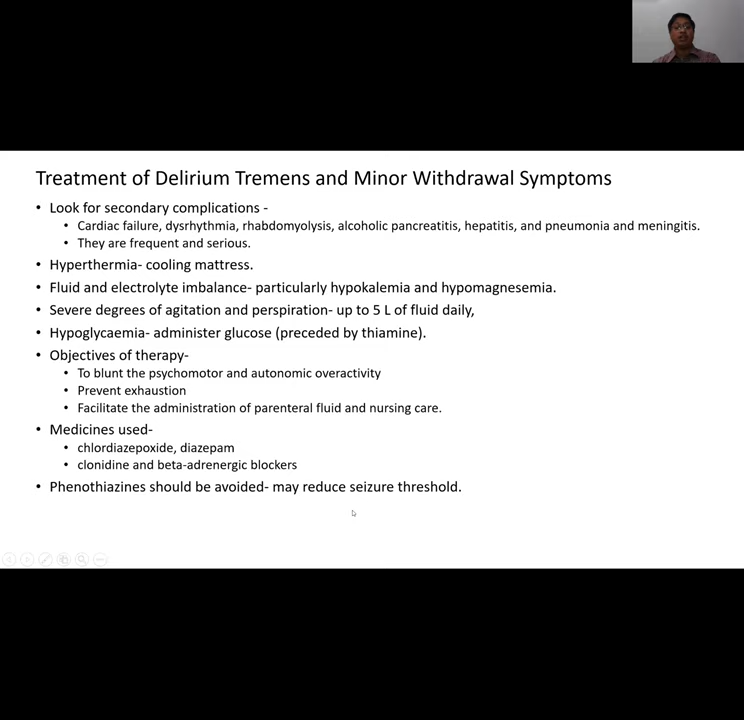 Treatment of Delirium Tremens and Minor Withdrawal Symptoms
• Look for secondary complications -
• Cardiac failure, dysrhythmia, rhabdomyolysis, alcoholic pancreatitis, hepatitis, and pneumonia and meningitis.
• They are frequent and serious.
• Hyperthermia- cooling mattress.
• Fluid and electrolyte imbalance- particularly hypokalemia and hypomagnesemia.
• Severe degrees of agitation and perspiration- up to 5 L of fluid daily,
• Hypoglycaemia- administer glucose (preceded by thiamine).
• Objectives of therapy-
• To blunt the psychomotor and autonomic overactivity
• Prevent exhaustion
• Facilitate the administration of parenteral fluid and nursing care.
• Medicines used-
• chlordiazepoxide, diazepam
• clonidine and beta-adrenergic blockers
• Phenothiazines should be avoided- may reduce seizure threshold.